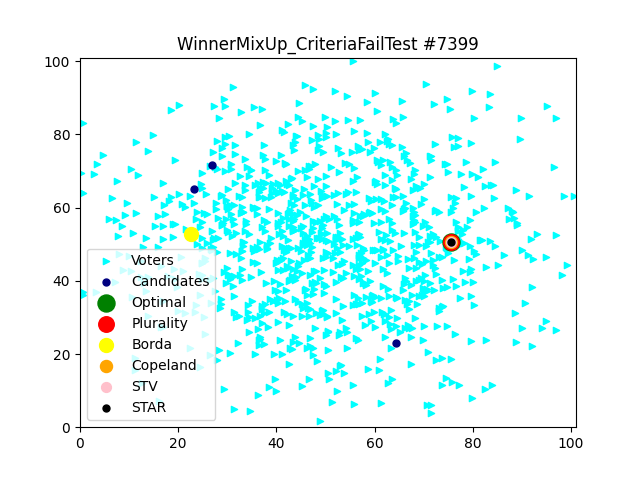 WinnerMixUp_CriteriaFailTest #7399
100
80
60
40
20
0
Voters
Candidates
Optimal
Plurality
Borda
Copeland
STV
STAR
0 20 40 60 80 100